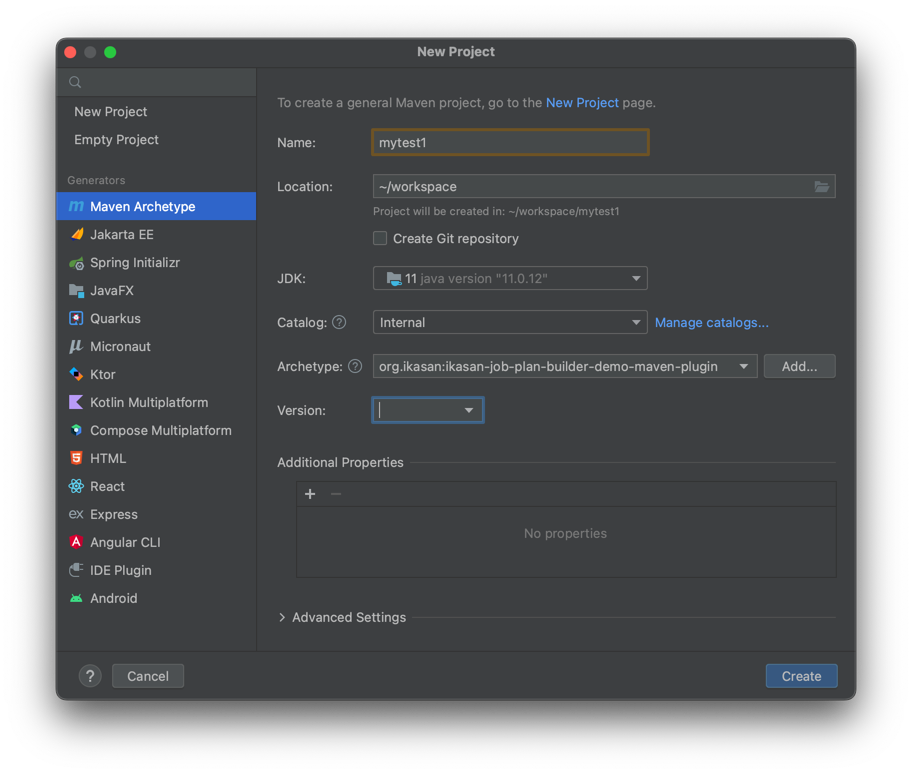 New Project
New Project
Empty Project
Generators
Maven Archetype
Jakarta EE
Spring Initializr
JavaFX
Quarkus
Micronaut
Ktor
Kotlin Multiplatform
Compose Multiplatform
HTML
React
Express
Angular CLI
IDE Plugin
Android
To create a general Maven project, go to the New Project page.
Name: mytest1
Location: ~/workspace
Project will be created in: ~/workspace/mytest1
Create Git repository
JDK: 11 java version "11.0.12"
Catalog: ? Internal Manage catalogs...
Archetype: ? org.ikasan:ikasan-job-plan-builder-demo-maven-plugin Add...
Version:
Additional Properties
+ −
No properties
Advanced Settings
? Cancel Create